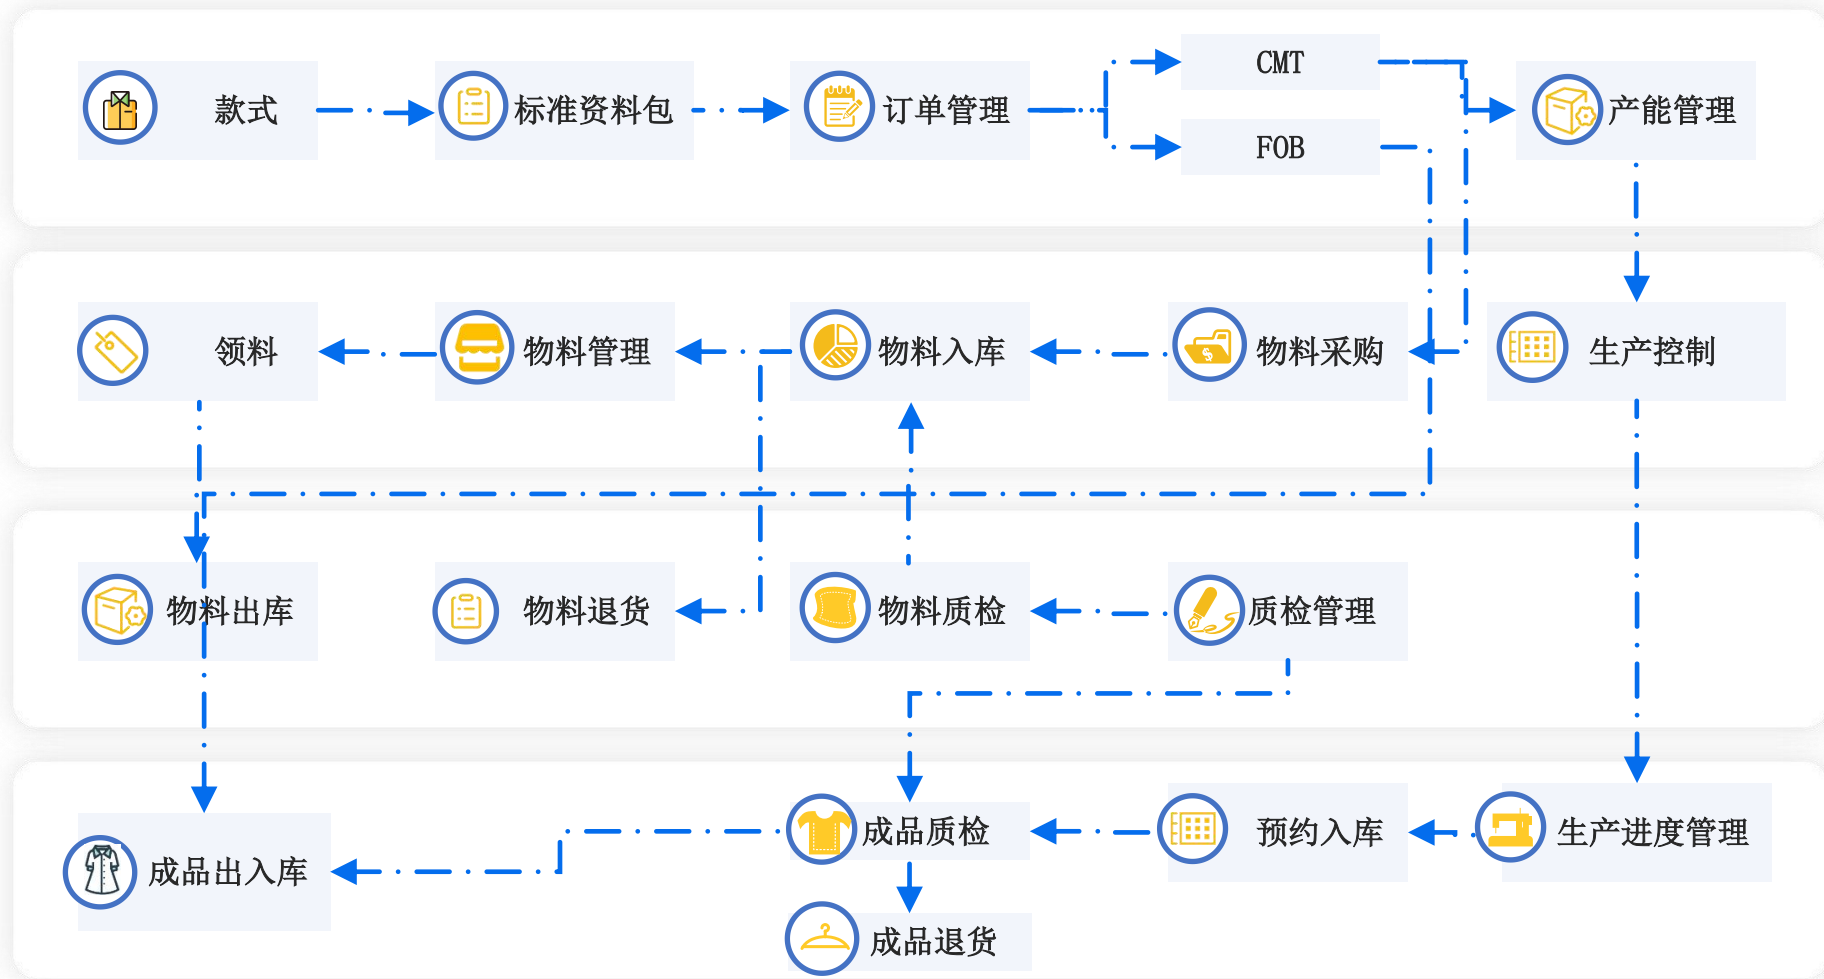 款式
标准资料包
订单管理
CMT
FOB
产能管理
领料
物料管理
物料入库
物料采购
生产控制
物料出库
物料退货
物料质检
质检管理
成品出入库
成品质检
预约入库
生产进度管理
成品退货